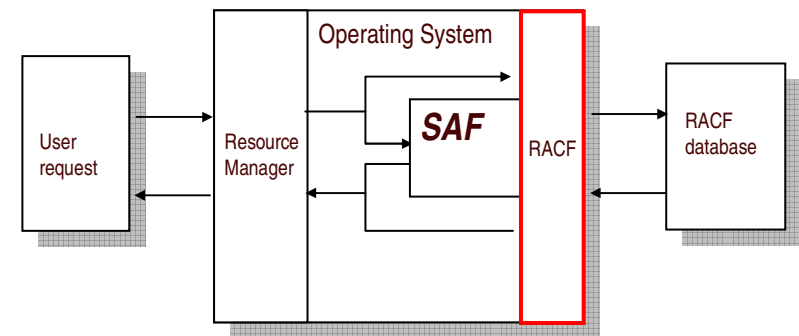 Operating System
User
request
Resource
Manager
SAF
RACF
RACF
database